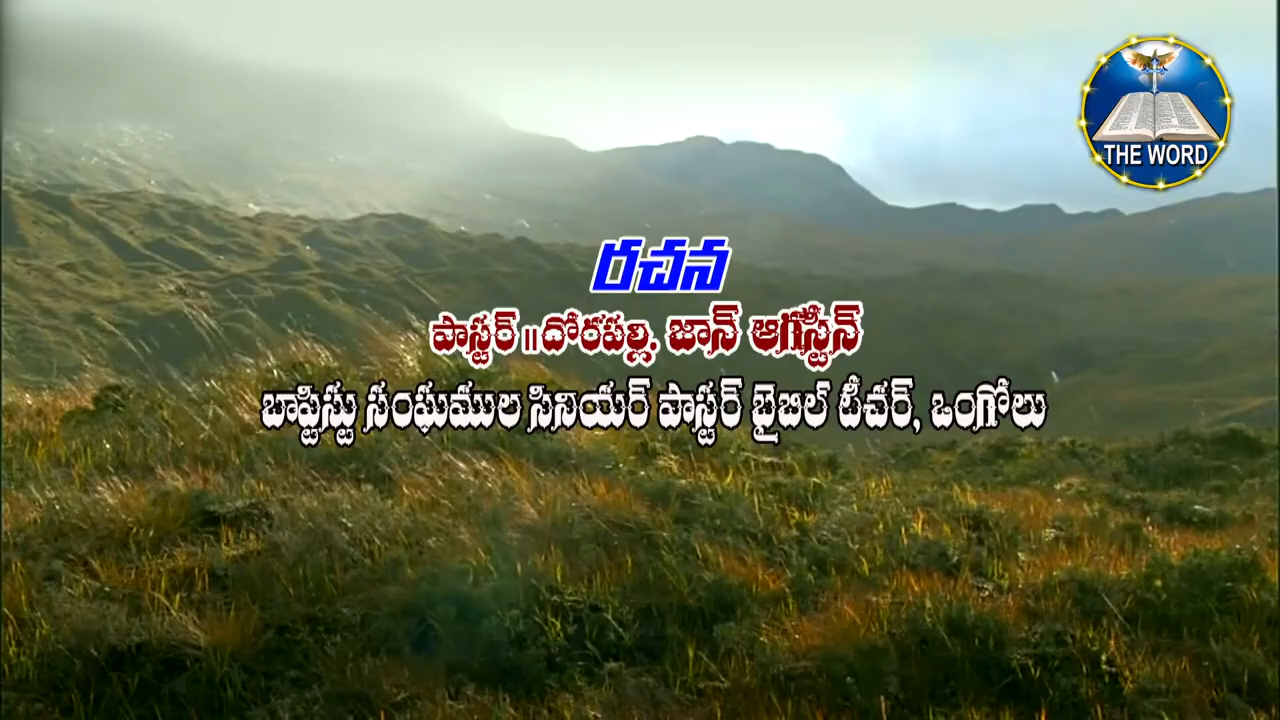 THE WORD
రచన
పాస్టర్ ॥ దోరపల్లి. జాన్ ఆగస్టీన్
బాప్టిస్టు సంఘముల సినియర్ పాస్టర్ బైబిల్ టీచర్, ఒంగోలు